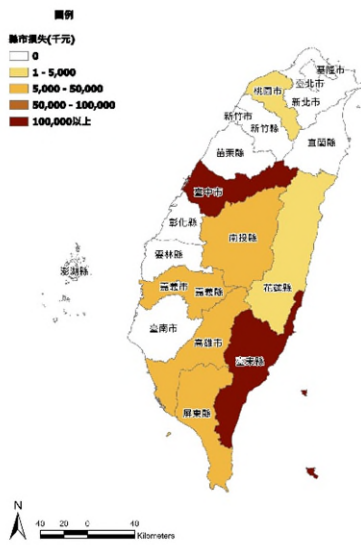 圖例
縣市損失(千元)
0
1 - 5,000
5,000 - 50,000
50,000 - 100,000
100,000以上
基隆市
臺北市
桃園市
新北市
新竹市
新竹縣
宜蘭縣
苗栗縣
臺中市
彰化縣
南投縣
雲林縣
花蓮縣
澎湖縣
嘉義市
嘉義縣
臺南市
高雄市
臺東縣
屏東縣
N
40 20 0 40
Kilometers